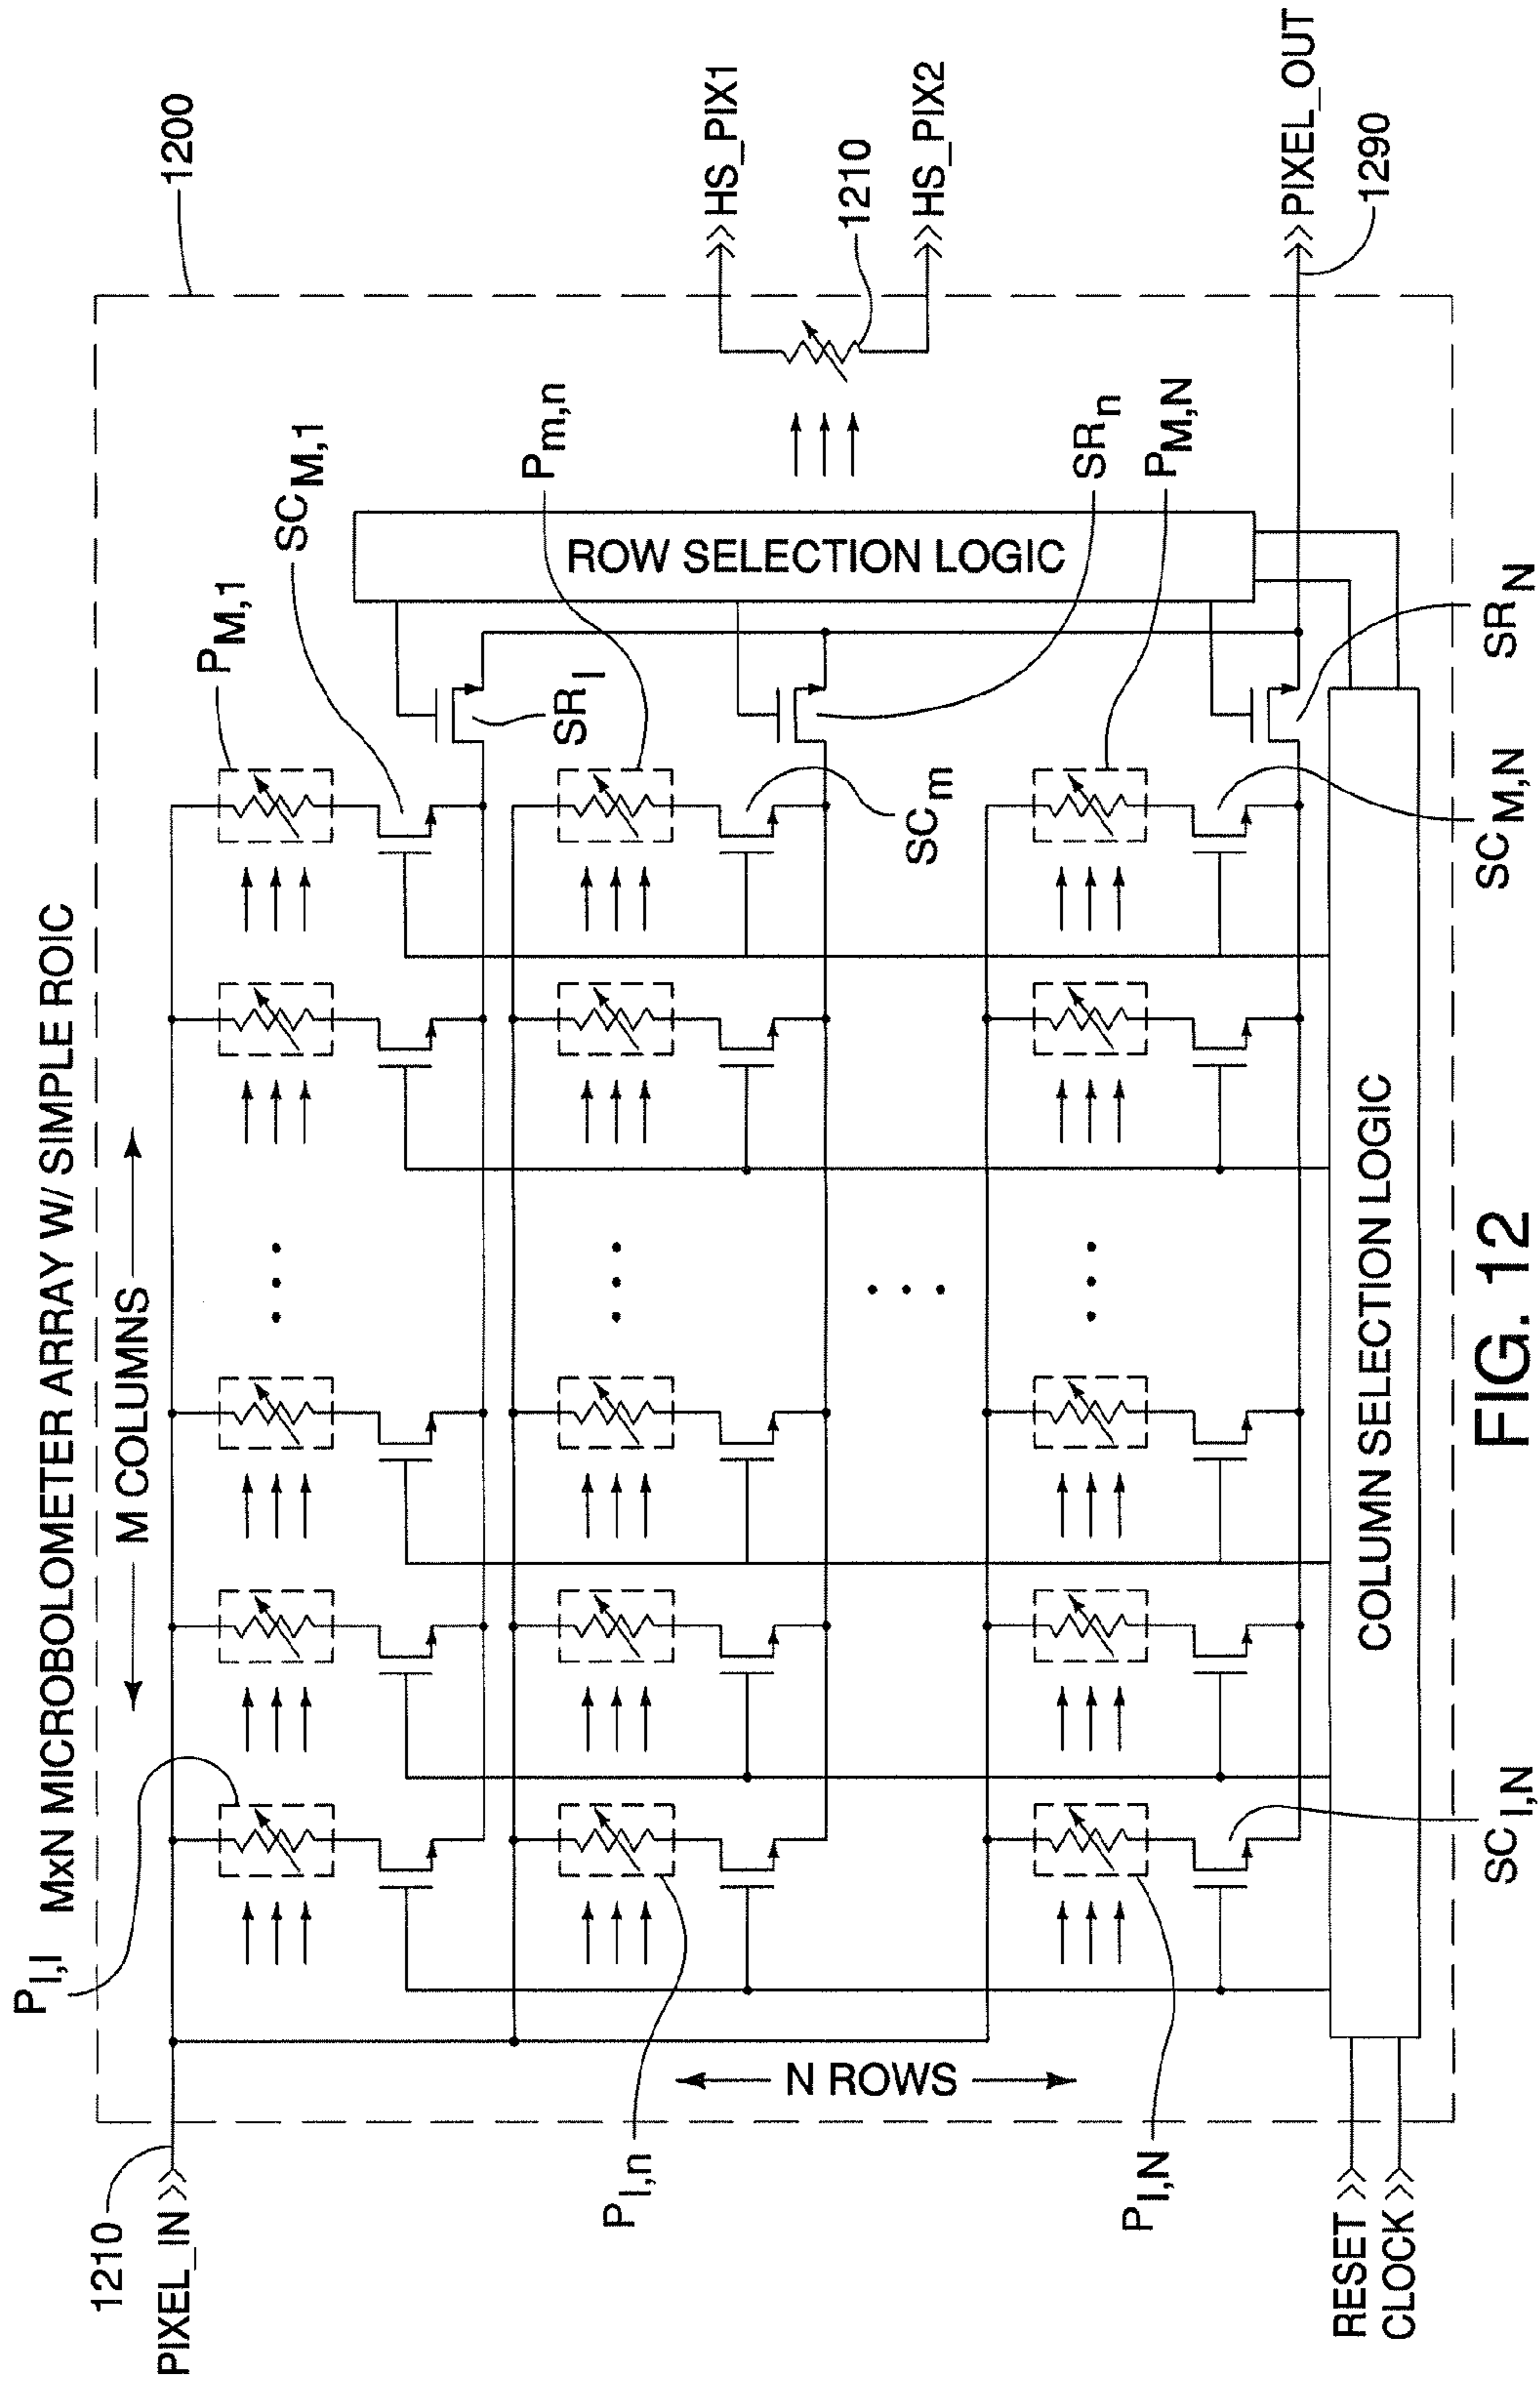 MxN MICROBOLOMETER ARRAY W/ SIMPLE ROIC
M COLUMNS
1200
1210
PIXEL_IN
P1,1
PM,1
SCM,1
SR1
P1,n
Pm,n
SCm
SRn
N ROWS
ROW SELECTION LOGIC
HS_PIX1
1210
HS_PIX2
P1,N
PM,N
PIXEL_OUT
1290
RESET
CLOCK
COLUMN SELECTION LOGIC
SC1,N
SCM,N
SRN
FIG. 12